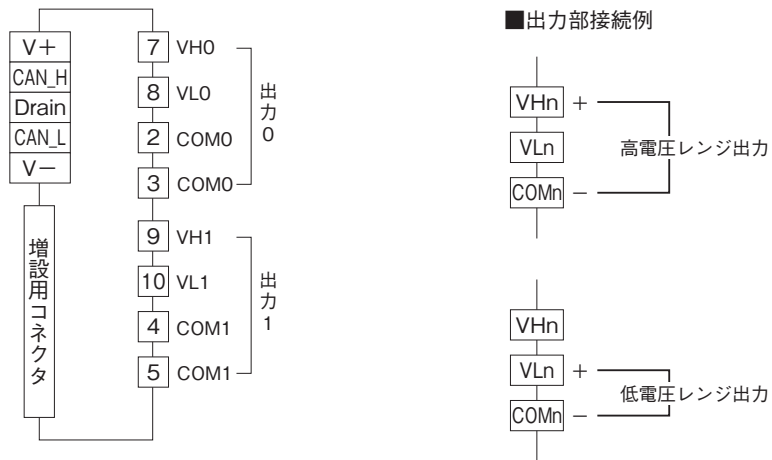 V+
CAN_H
Drain
CAN_L
V−
増設用コネクタ
7 VH0
8 VL0
2 COM0
3 COM0
出力0
9 VH1
10 VL1
4 COM1
5 COM1
出力1
■出力部接続例
VHn +
VLn
COMn −
高電圧レンジ出力
VHn
VLn +
COMn −
低電圧レンジ出力